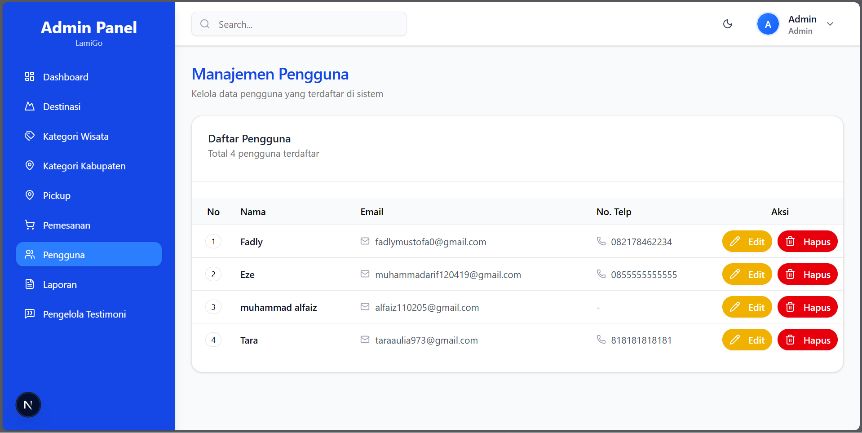 Admin Panel
LamiGo
Dashboard
Destinasi
Kategori Wisata
Kategori Kabupaten
Pickup
Pemesanan
Pengguna
Laporan
Pengelola Testimoni
N
Search...
A
Admin
Admin
Manajemen Pengguna
Kelola data pengguna yang terdaftar di sistem
Daftar Pengguna
Total 4 pengguna terdaftar
No Nama Email No. Telp Aksi
1 Fadly fadlymustofa0@gmail.com 082178462234 Edit Hapus
2 Eze muhammadarif120419@gmail.com 0855555555555 Edit Hapus
3 muhammad alfaiz alfaiz110205@gmail.com - Edit Hapus
4 Tara taraaulia973@gmail.com 818181818181 Edit Hapus